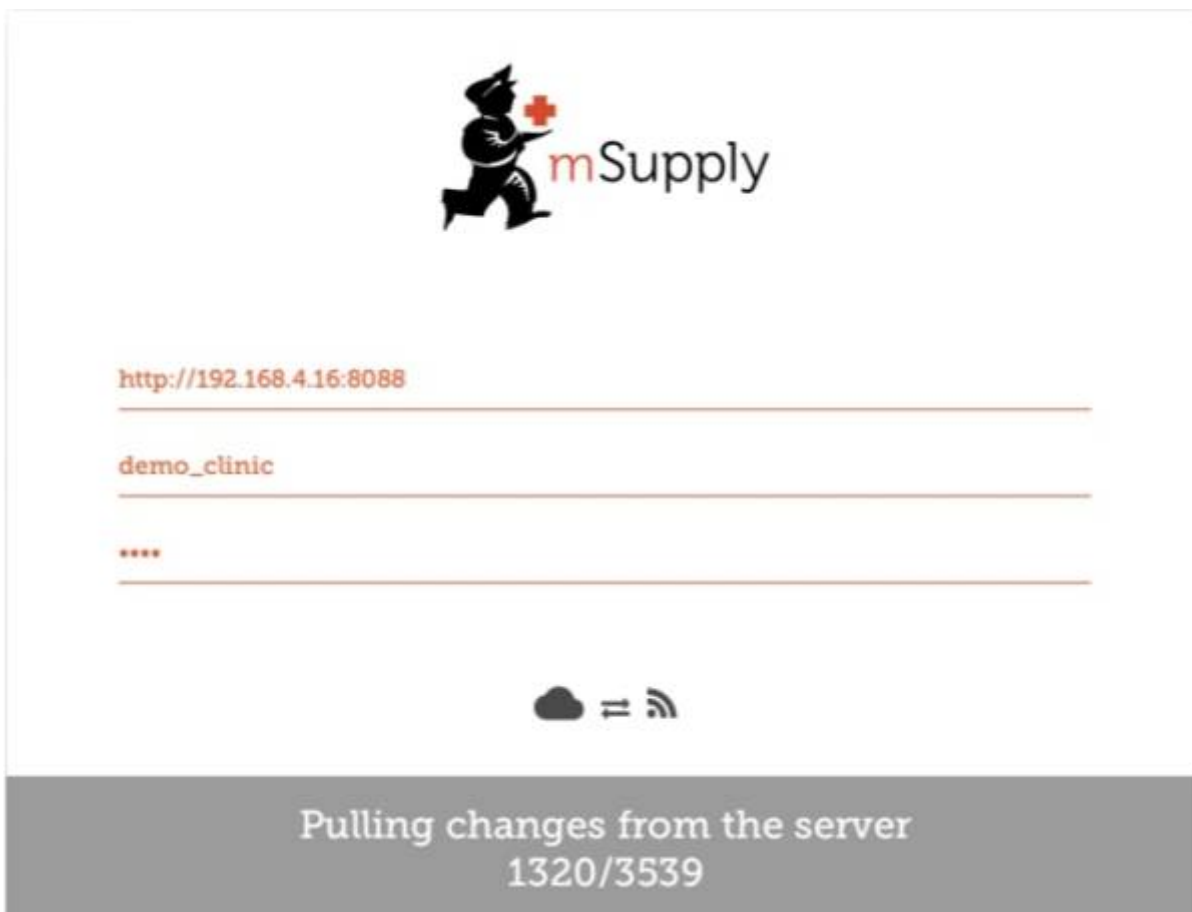 mSupply
http://192.168.4.16:8088
demo_clinic
••••
Pulling changes from the server
1320/3539